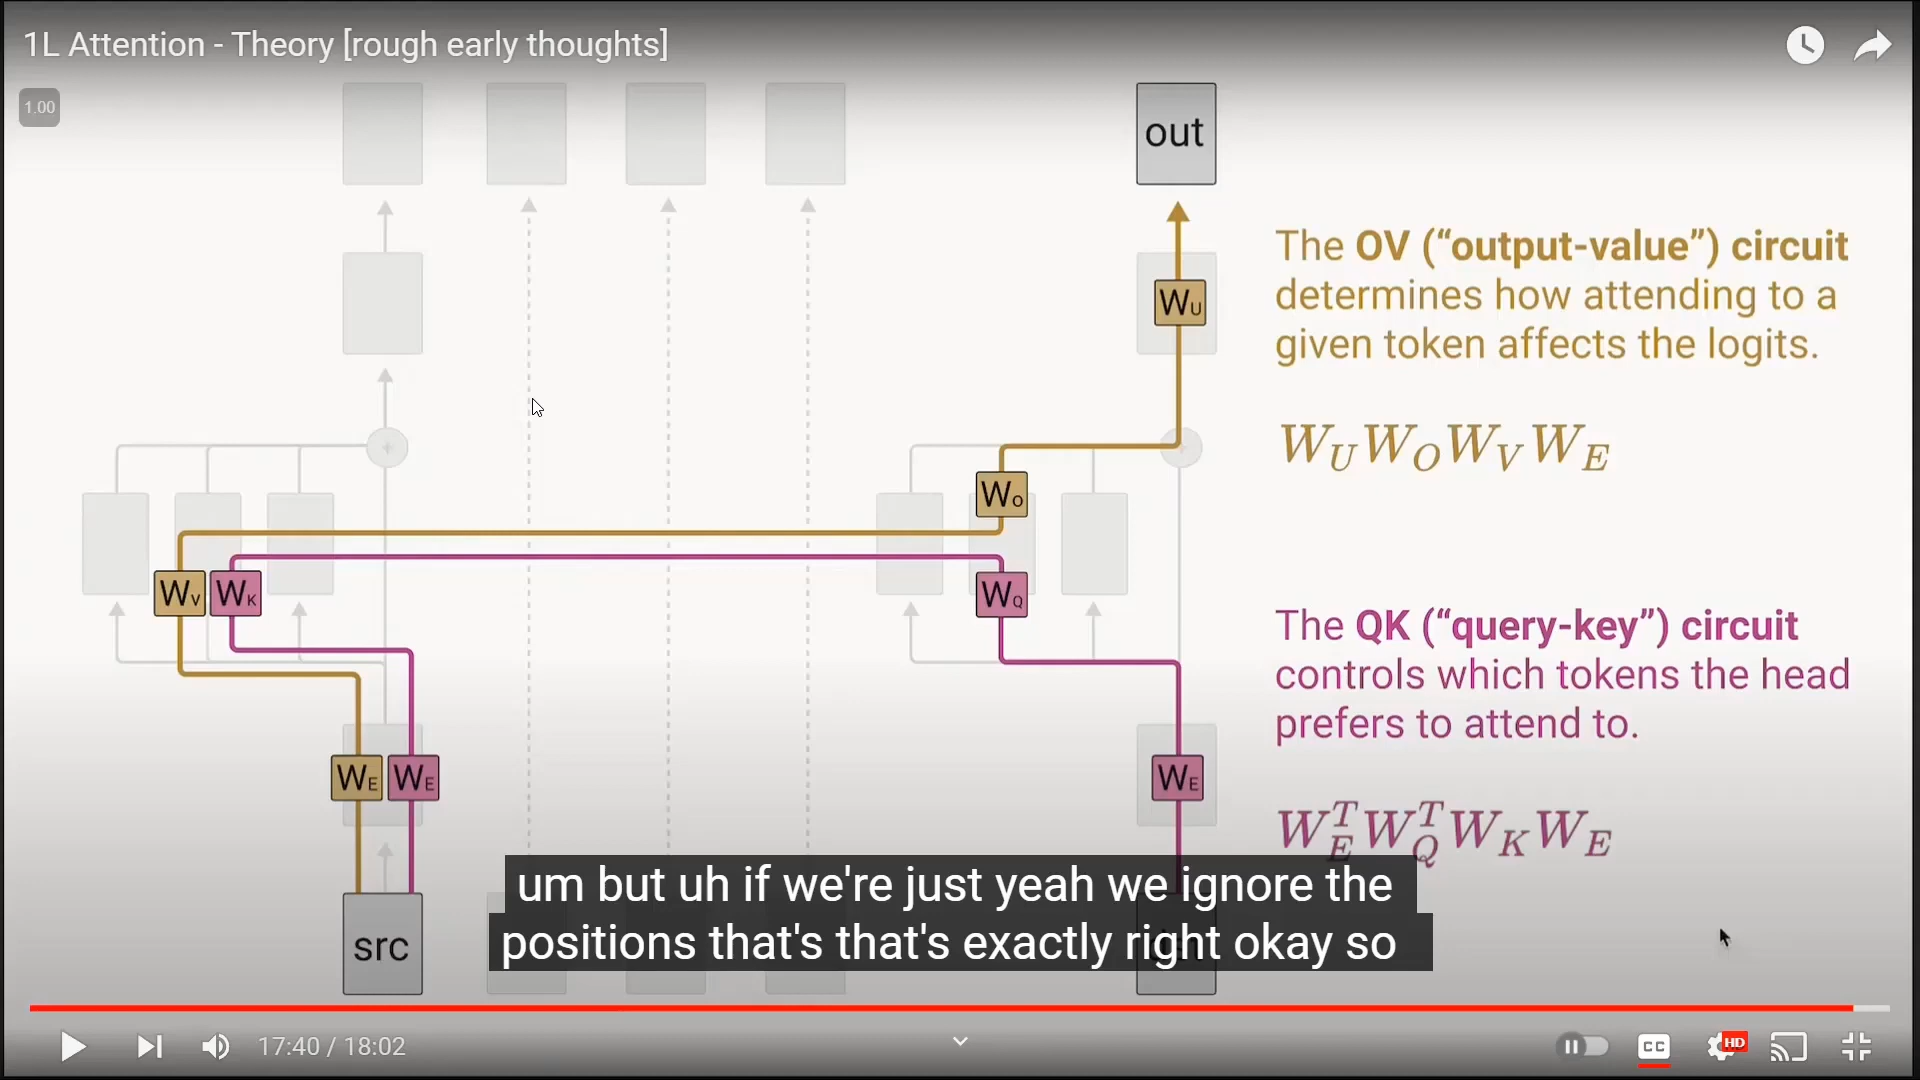 1L Attention - Theory [rough early thoughts]
1.00
out
The OV (“output-value”) circuit
determines how attending to a
given token affects the logits.
W_U
W_U W_O W_V W_E
W_O
W_V W_K
W_Q
The QK (“query-key”) circuit
controls which tokens the head
prefers to attend to.
W_E W_E
W_E
W_E^T W_Q^T W_K W_E
um but uh if we're just yeah we ignore the
positions that's that's exactly right okay so
src
17:40 / 18:02
CC
HD